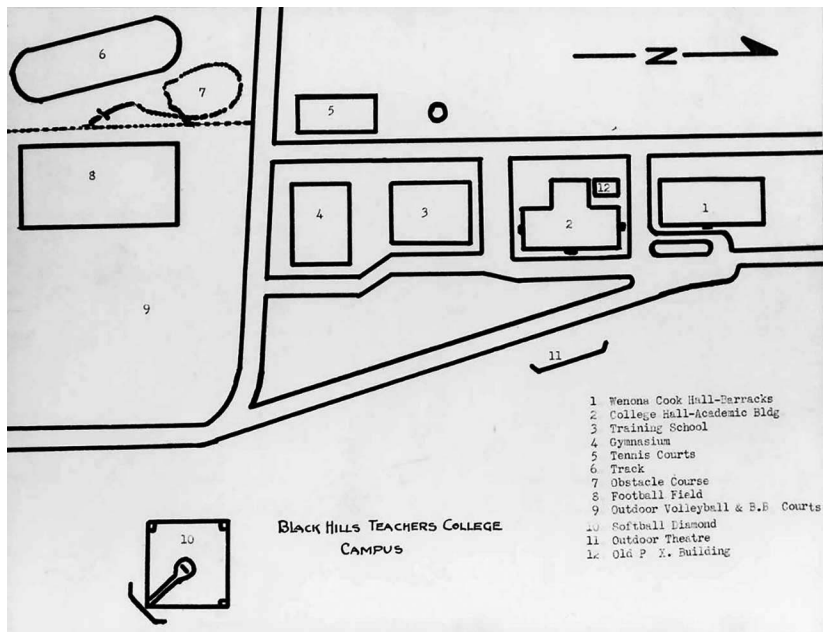 6
7
N
5
8
12
4
3
2
1
9
11
1 Wenona Cook Hall-Barracks
2 College Hall-Academic Bldg
3 Training School
4 Gymnasium
5 Tennis Courts
6 Track
7 Obstacle Course
8 Football Field
9 Outdoor Volleyball & B.B Courts
10 Softball Diamond
11 Outdoor Theatre
12 Old P X. Building
BLACK HILLS TEACHERS COLLEGE
CAMPUS
10